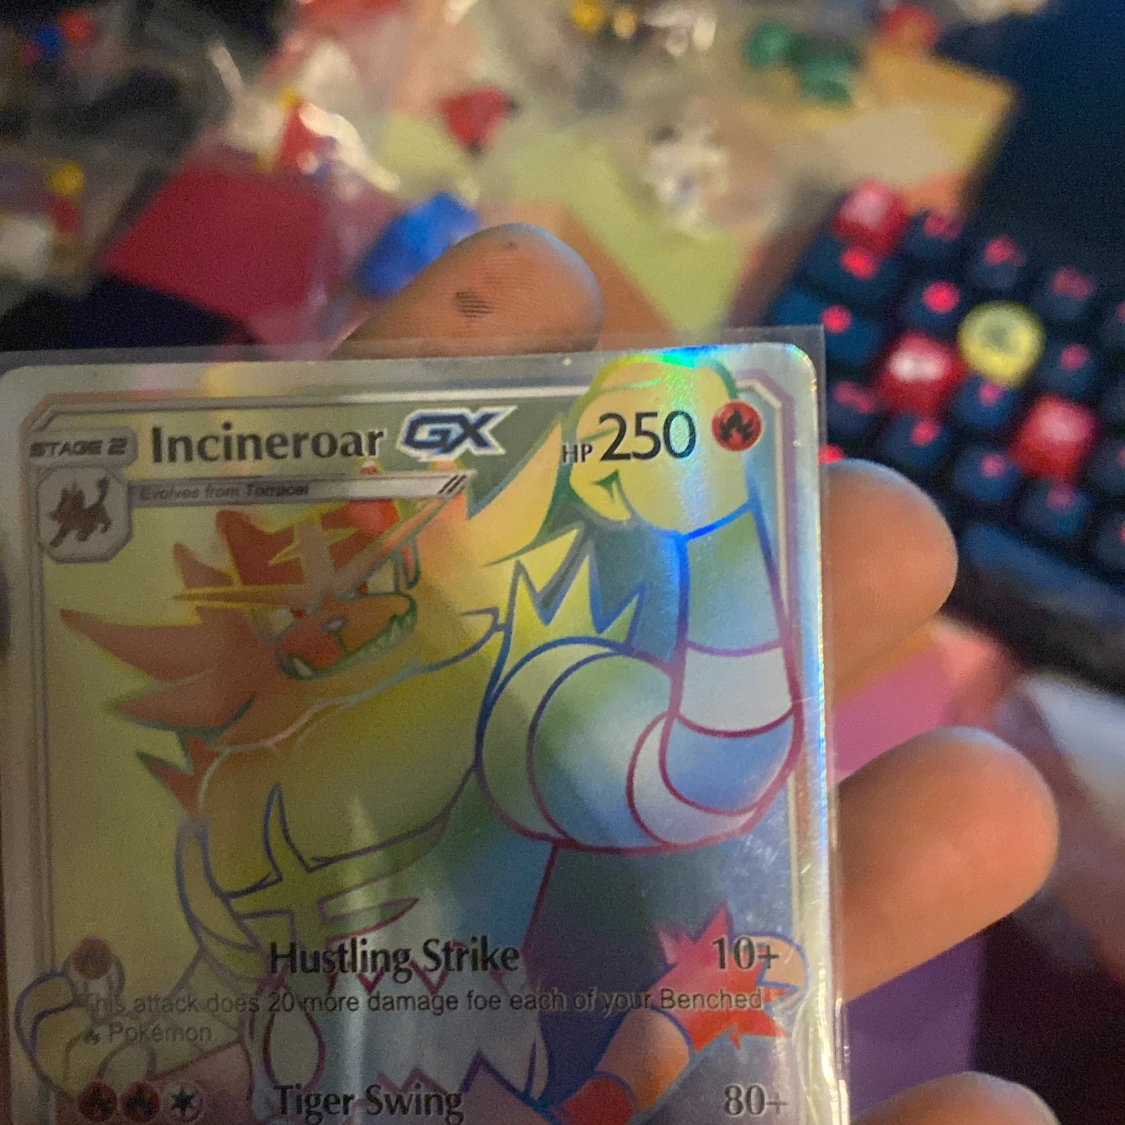 STAGE 2 Incineroar GX HP 250
Evolves from Torracat
Hustling Strike 10+
This attack does 20 more damage foe each of your Benched
Pokémon
Tiger Swing 80+